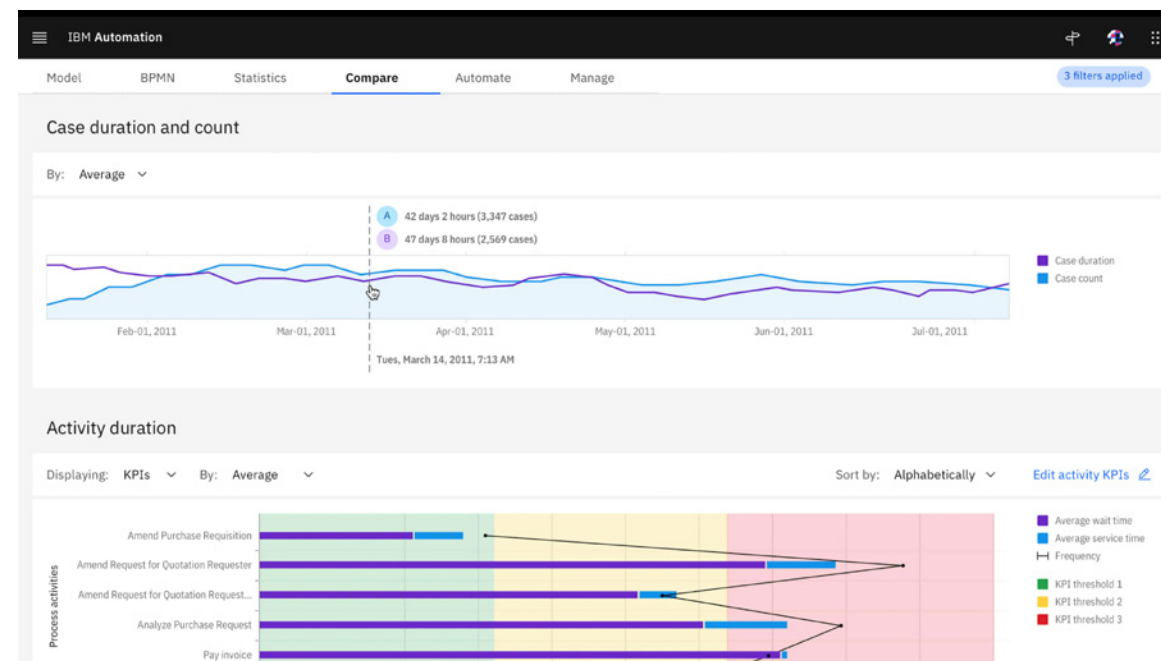 IBM Automation
Model BPMN Statistics Compare Automate Manage 3 filters applied
Case duration and count
By: Average
A 42 days 2 hours (3,347 cases)
B 47 days 8 hours (2,569 cases)
Case duration
Case count
Feb-01, 2011 Mar-01, 2011 Apr-01, 2011 May-01, 2011 Jun-01, 2011 Jul-01, 2011
Tues, March 14, 2011, 7:13 AM
Activity duration
Displaying: KPIs By: Average Sort by: Alphabetically Edit activity KPIs
Process activities
Amend Purchase Requisition
Amend Request for Quotation Requester
Amend Request for Quotation Request...
Analyze Purchase Request
Pay invoice
Average wait time
Average service time
Frequency
KPI threshold 1
KPI threshold 2
KPI threshold 3